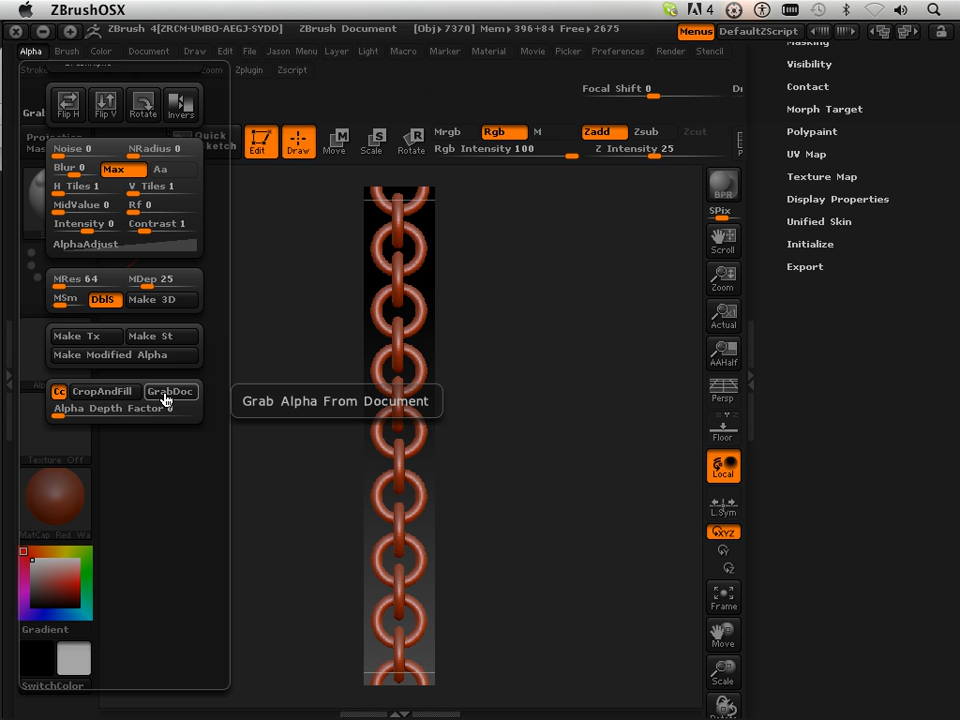 ZBrushOSX
4
ZBrush 4[ZRCM-UMBO-AEGJ-SYDD] ZBrush Document [Obj▸7370] Mem▸396+84 Free▸2675
Menus DefaultZScript
Alpha Brush Color Document Draw Edit File Jason Menu Layer Light Macro Marker Material Movie Picker Preferences Render Stencil
Zplugin Zscript
Flip H Flip V Rotate Invers
Focal Shift 0
Quick
Edit Draw Move Scale Rotate
Mrgb Rgb M Zadd Zsub Zcut
Rgb Intensity 100 Z Intensity 25
Noise 0 NRadius 0
Blur 0 Max Aa
H Tiles 1 V Tiles 1
MidValue 0 Rf 0
Intensity 0 Contrast 1
AlphaAdjust
MRes 64 MDep 25
MSm DblS Make 3D
Make Tx Make St
Make Modified Alpha
Cc CropAndFill GrabDoc
Alpha Depth Factor
Grab Alpha From Document
Texture Off
MatCap Red Wa
Gradient
SwitchColor
BPR
SPix
Scroll
Zoom
Actual
AAHalf
Persp
Floor
Local
L.Sym
XYZ
Frame
Move
Scale
Masking
Visibility
Contact
Morph Target
Polypaint
UV Map
Texture Map
Display Properties
Unified Skin
Initialize
Export